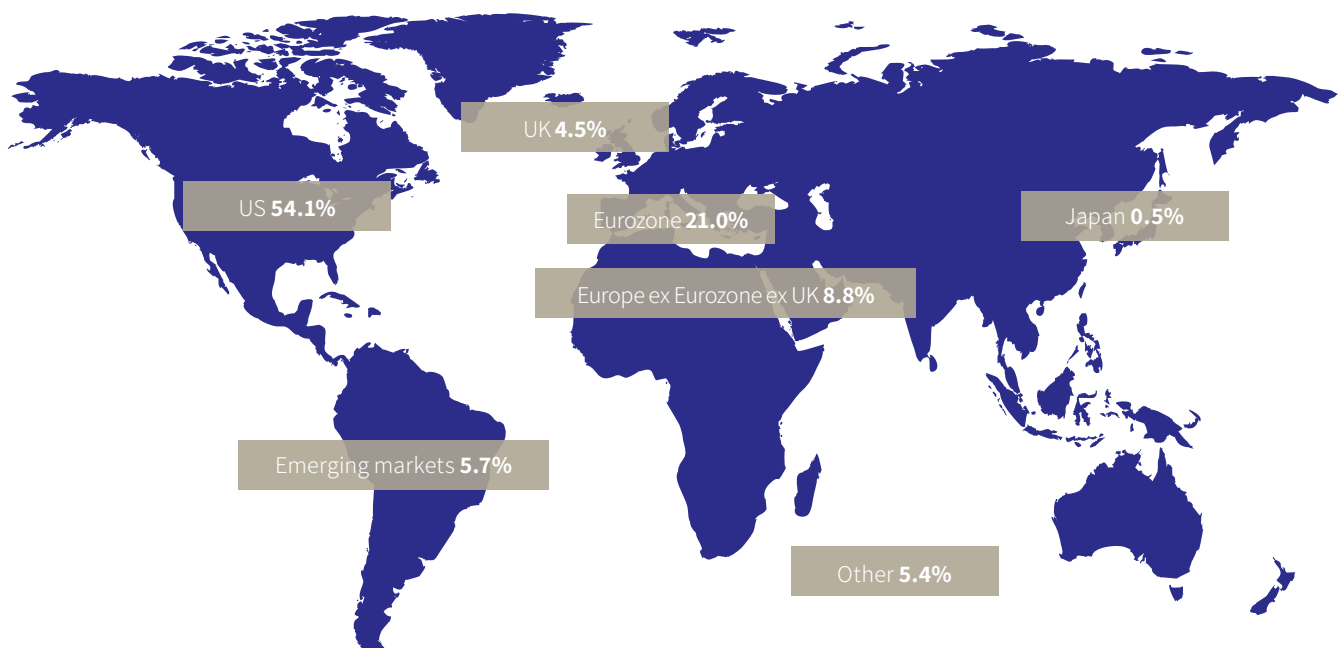 UK 4.5%
US 54.1%
Eurozone 21.0%
Japan 0.5%
Europe ex Eurozone ex UK 8.8%
Emerging markets 5.7%
Other 5.4%